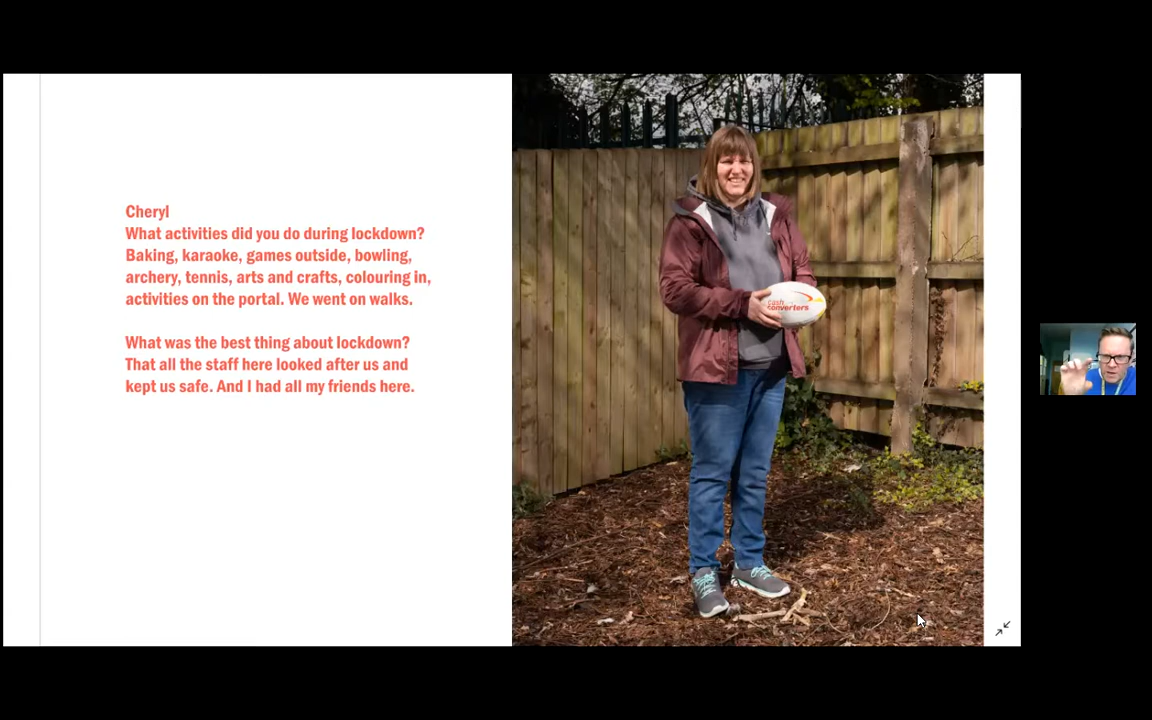 Cheryl
What activities did you do during lockdown?
Baking, karaoke, games outside, bowling,
archery, tennis, arts and crafts, colouring in,
activities on the portal. We went on walks.
What was the best thing about lockdown?
That all the staff here looked after us and
kept us safe. And I had all my friends here.
cash
converters